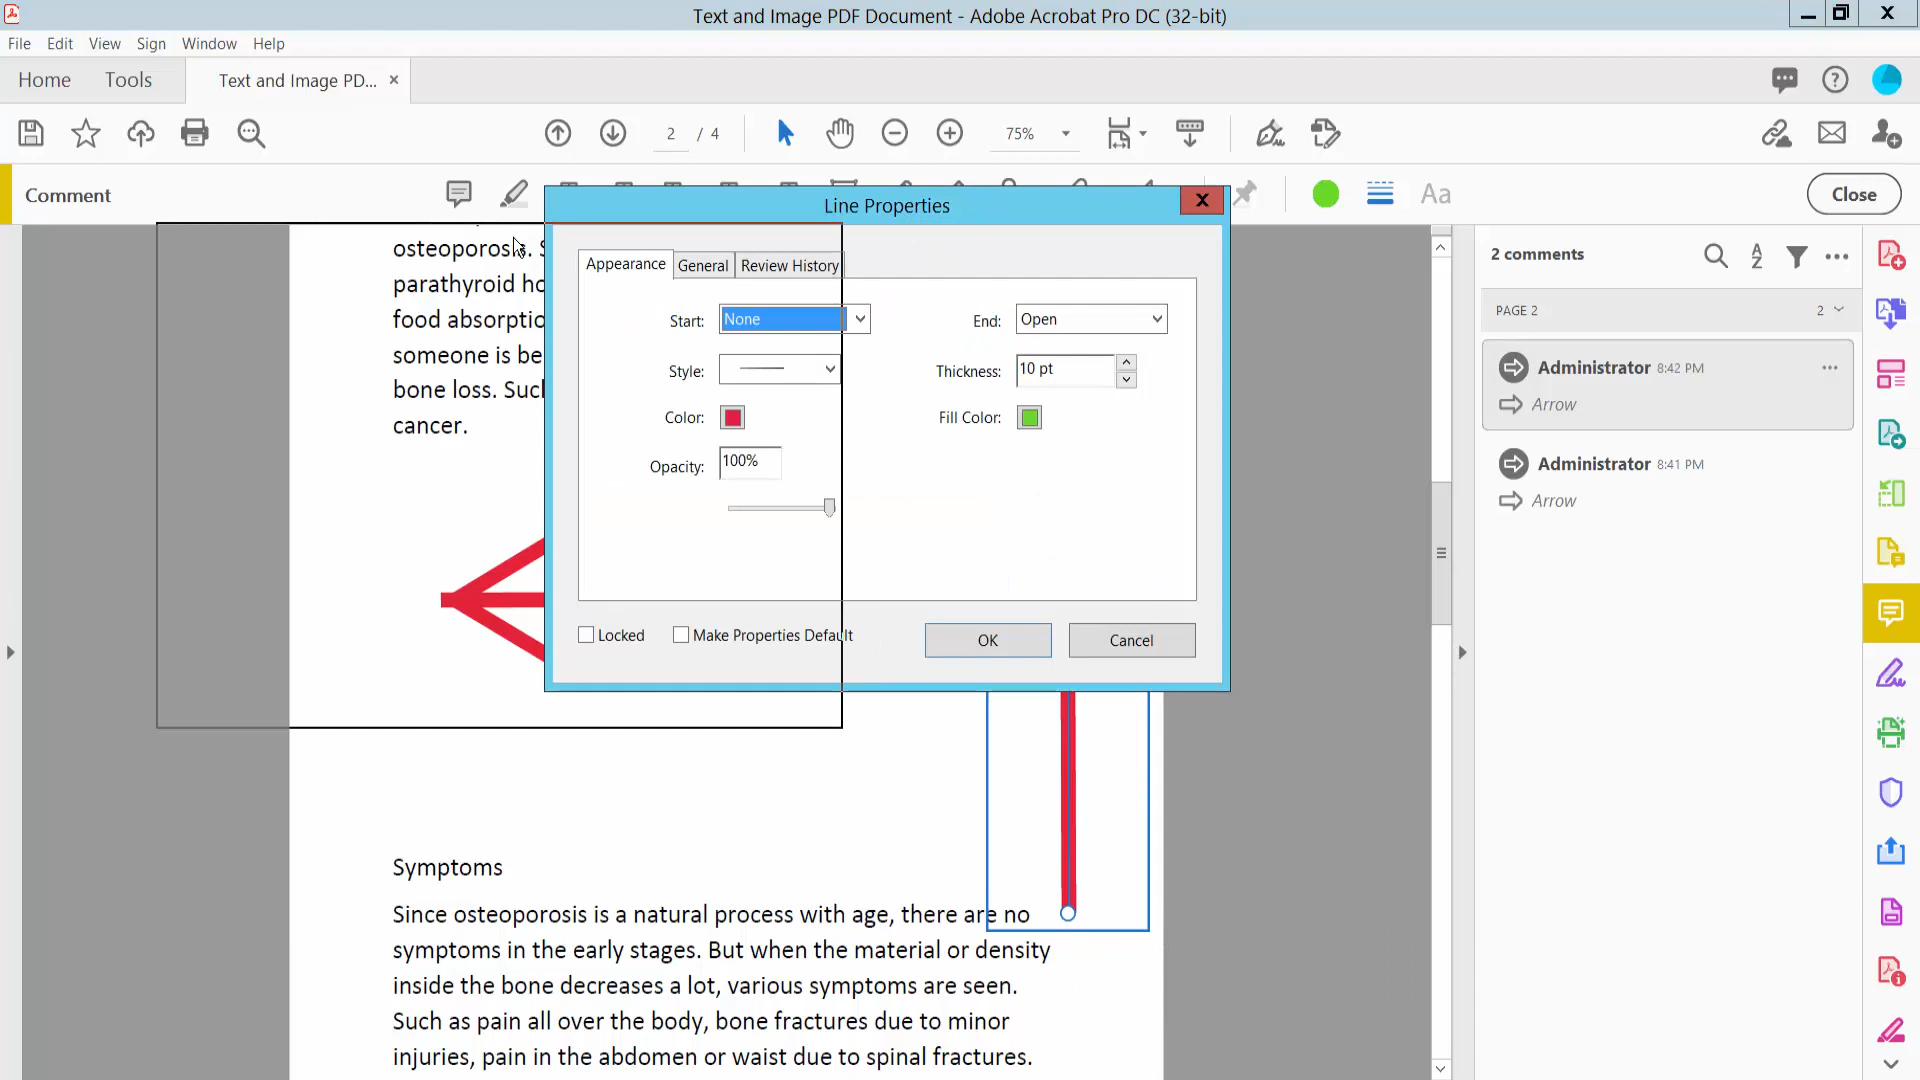 Text and Image PDF Document - Adobe Acrobat Pro DC (32-bit)
File Edit View Sign Window Help
Home Tools Text and Image PD... ×
2 / 4 75%
Comment Aa Close
Line Properties
osteoporosis.
parathyroid ho
food absorptio
someone is be
bone loss. Suc
cancer.
Appearance General Review History
Start: None End: Open
Style: Thickness: 10 pt
Color: Fill Color:
Opacity: 100%
Locked Make Properties Default OK Cancel
2 comments
PAGE 2 2
Administrator 8:42 PM
Arrow
Administrator 8:41 PM
Arrow
Symptoms
Since osteoporosis is a natural process with age, there are no
symptoms in the early stages. But when the material or density
inside the bone decreases a lot, various symptoms are seen.
Such as pain all over the body, bone fractures due to minor
injuries, pain in the abdomen or waist due to spinal fractures.